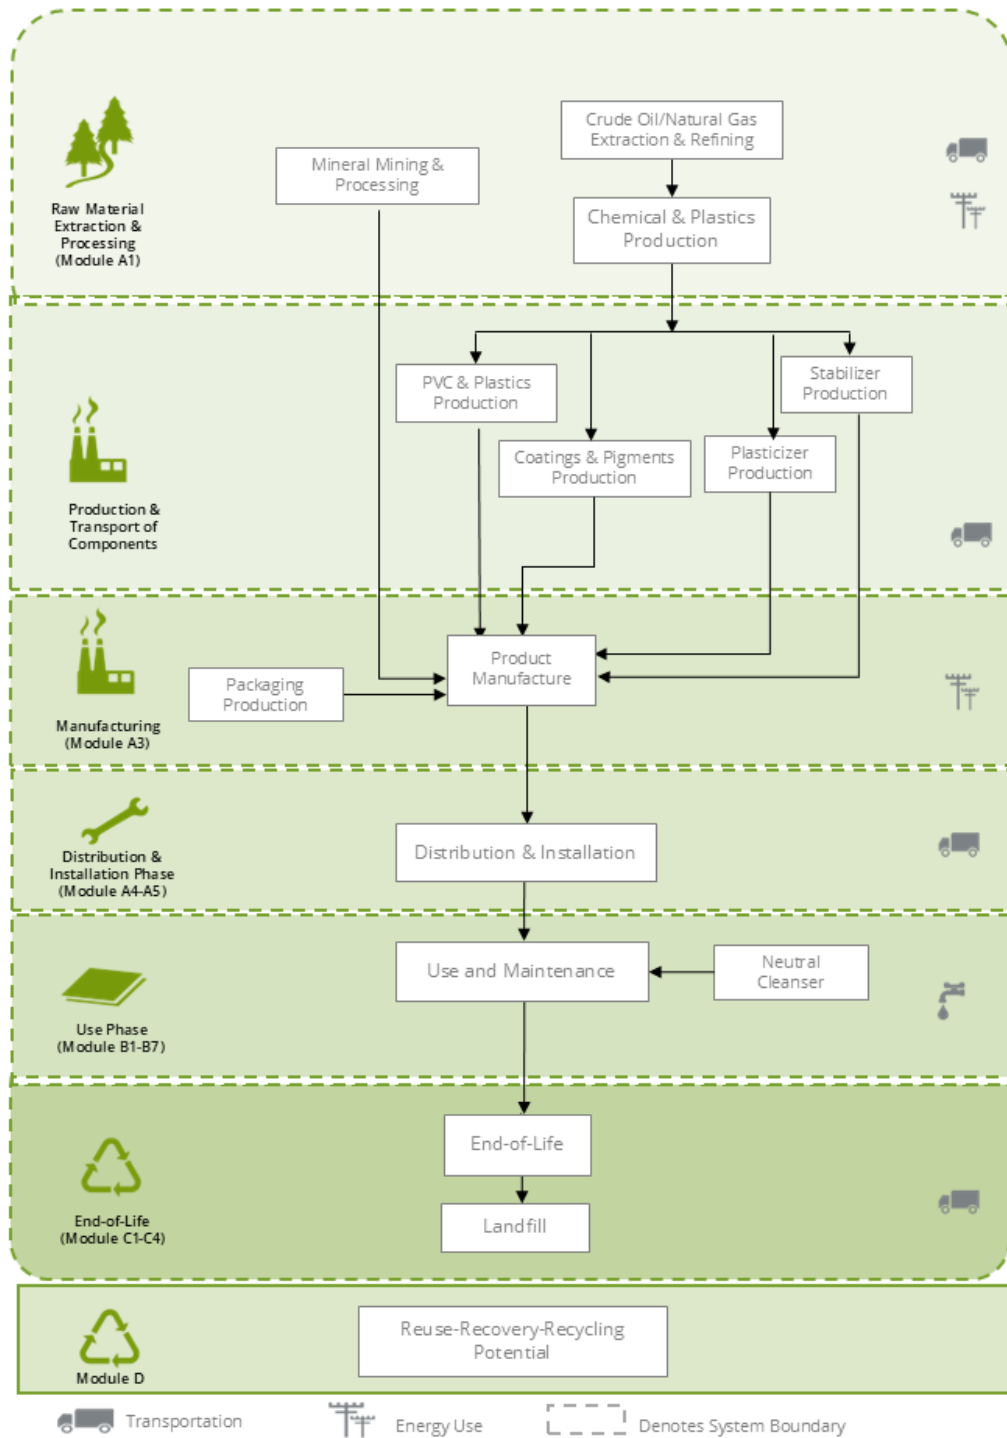 Crude Oil/Natural Gas
Extraction & Refining
Mineral Mining &
Processing
Raw Material
Extraction &
Processing
(Module A1)
Chemical & Plastics
Production
PVC & Plastics
Production
Stabilizer
Production
Coatings & Pigments
Production
Plasticizer
Production
Production &
Transport of
Components
Product
Manufacture
Packaging
Production
Manufacturing
(Module A3)
Distribution & Installation
Distribution &
Installation Phase
(Module A4-A5)
Use and Maintenance
Neutral
Cleanser
Use Phase
(Module B1-B7)
End-of-Life
Landfill
End-of-Life
(Module C1-C4)
Reuse-Recovery-Recycling
Potential
Module D
Transportation
Energy Use
Denotes System Boundary